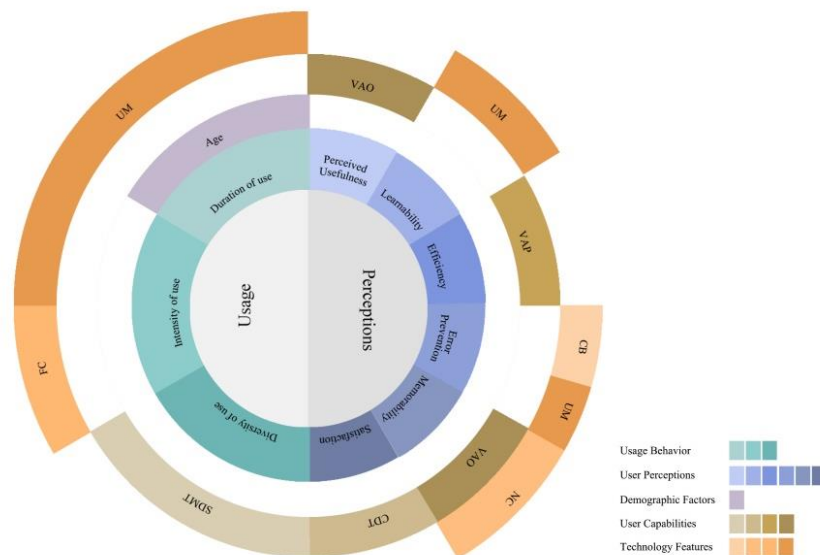 UM
VAO
UM
Age
Perceived
Usefulness
Duration of use
Learnability
VAP
Efficiency
Usage
Perceptions
Intensity of use
Error
Prevention
CB
FC
Memorability
UM
Diversity of use
Satisfaction
VAO
NC
SDMT
CDT
Usage Behavior
User Perceptions
Demographic Factors
User Capabilities
Technology Features